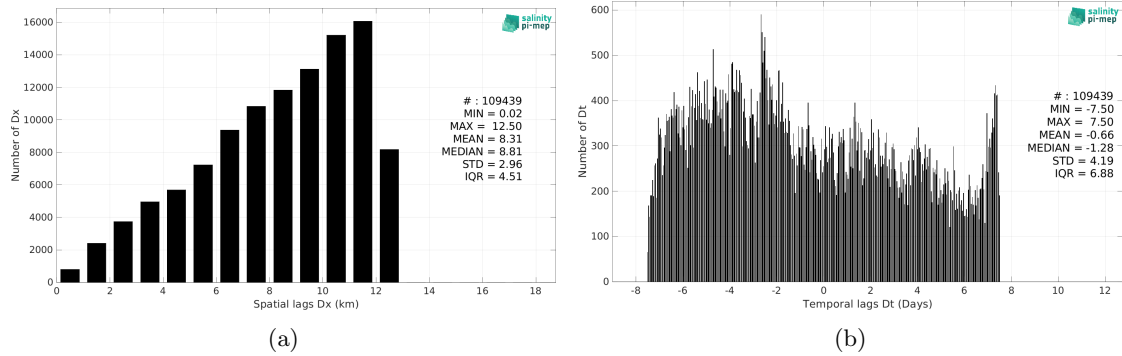 16000
14000
12000
10000
8000
6000
4000
2000
0
Number of Dx
0 2 4 6 8 10 12 14 16 18
Spatial lags Dx (km)
salinity
pi-mep
# : 109439
MIN = 0.02
MAX = 12.50
MEAN = 8.31
MEDIAN = 8.81
STD = 2.96
IQR = 4.51
(a)
600
500
400
300
200
100
0
Number of Dt
-8 -6 -4 -2 0 2 4 6 8 10 12
Temporal lags Dt (Days)
salinity
pi-mep
# : 109439
MIN = -7.50
MAX = 7.50
MEAN = -0.66
MEDIAN = -1.28
STD = 4.19
IQR = 6.88
(b)